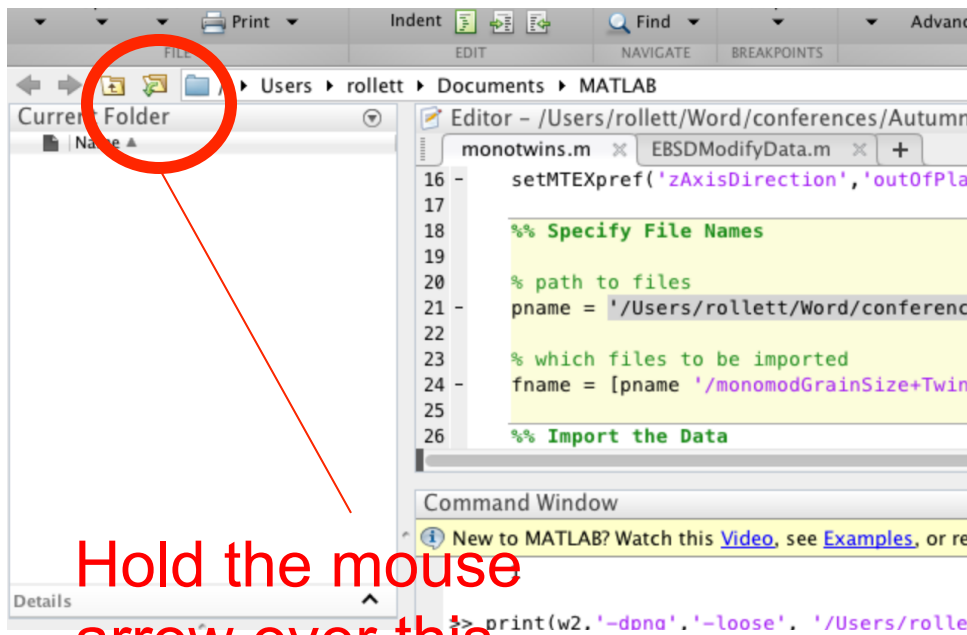 Print
Indent
Find
Advanc
FILE
EDIT
NAVIGATE
BREAKPOINTS
/ ▸ Users ▸ rollett ▸ Documents ▸ MATLAB
Current Folder
Name ▲
Editor – /Users/rollett/Word/conferences/Autumn
monotwins.m × EBSDModifyData.m × +
16 – setMTEXpref('zAxisDirection','outOfPla
17
18 %% Specify File Names
19
20 % path to files
21 – pname = '/Users/rollett/Word/conferenc
22
23 % which files to be imported
24 – fname = [pname '/monomodGrainSize+Twin
25
26 %% Import the Data
Command Window
New to MATLAB? Watch this Video, see Examples, or re
Hold the mouse
Details
>> print(w2,'-dpng','-loose', '/Users/rolle
arrow over this